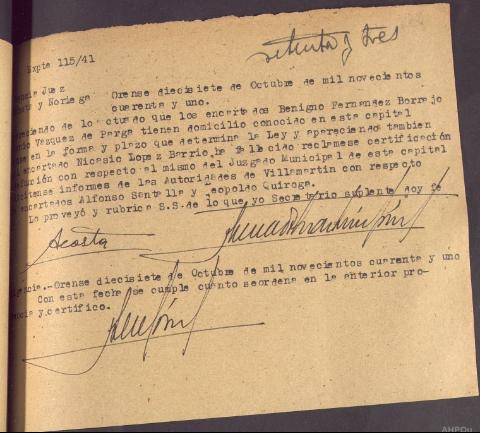 setenta y tres
Expte 115/41
Juez
y Noriega Orense diecisiete de Octubre de mil novecientos
cuarenta y uno.
de lo actuado que los encartados Benigno Fernandez Borrajo
Vazquez de Parga tienen domicilio conocido en esta capital
en la forma y plazo que determina la Ley y apareciendo tambien
encartado Nicasio Lopez Barrio, ha fallecido reclamese certificación
con respecto al mismo del Juzgado Municipal de esta capital
informes de las Autoridades de Villamartin con respecto
encartados Alfonso Santalla y Leopoldo Quiroga.
Lo proveyó y rubrica S.S. de lo que yo Secretario suplente doy fé
Acosta
.-Orense diecisiete de Octubre de mil novecientos cuarenta y uno
Con esta fecha se cumple cuanto se ordena en la anterior pro-
y certifico.
AHPOu